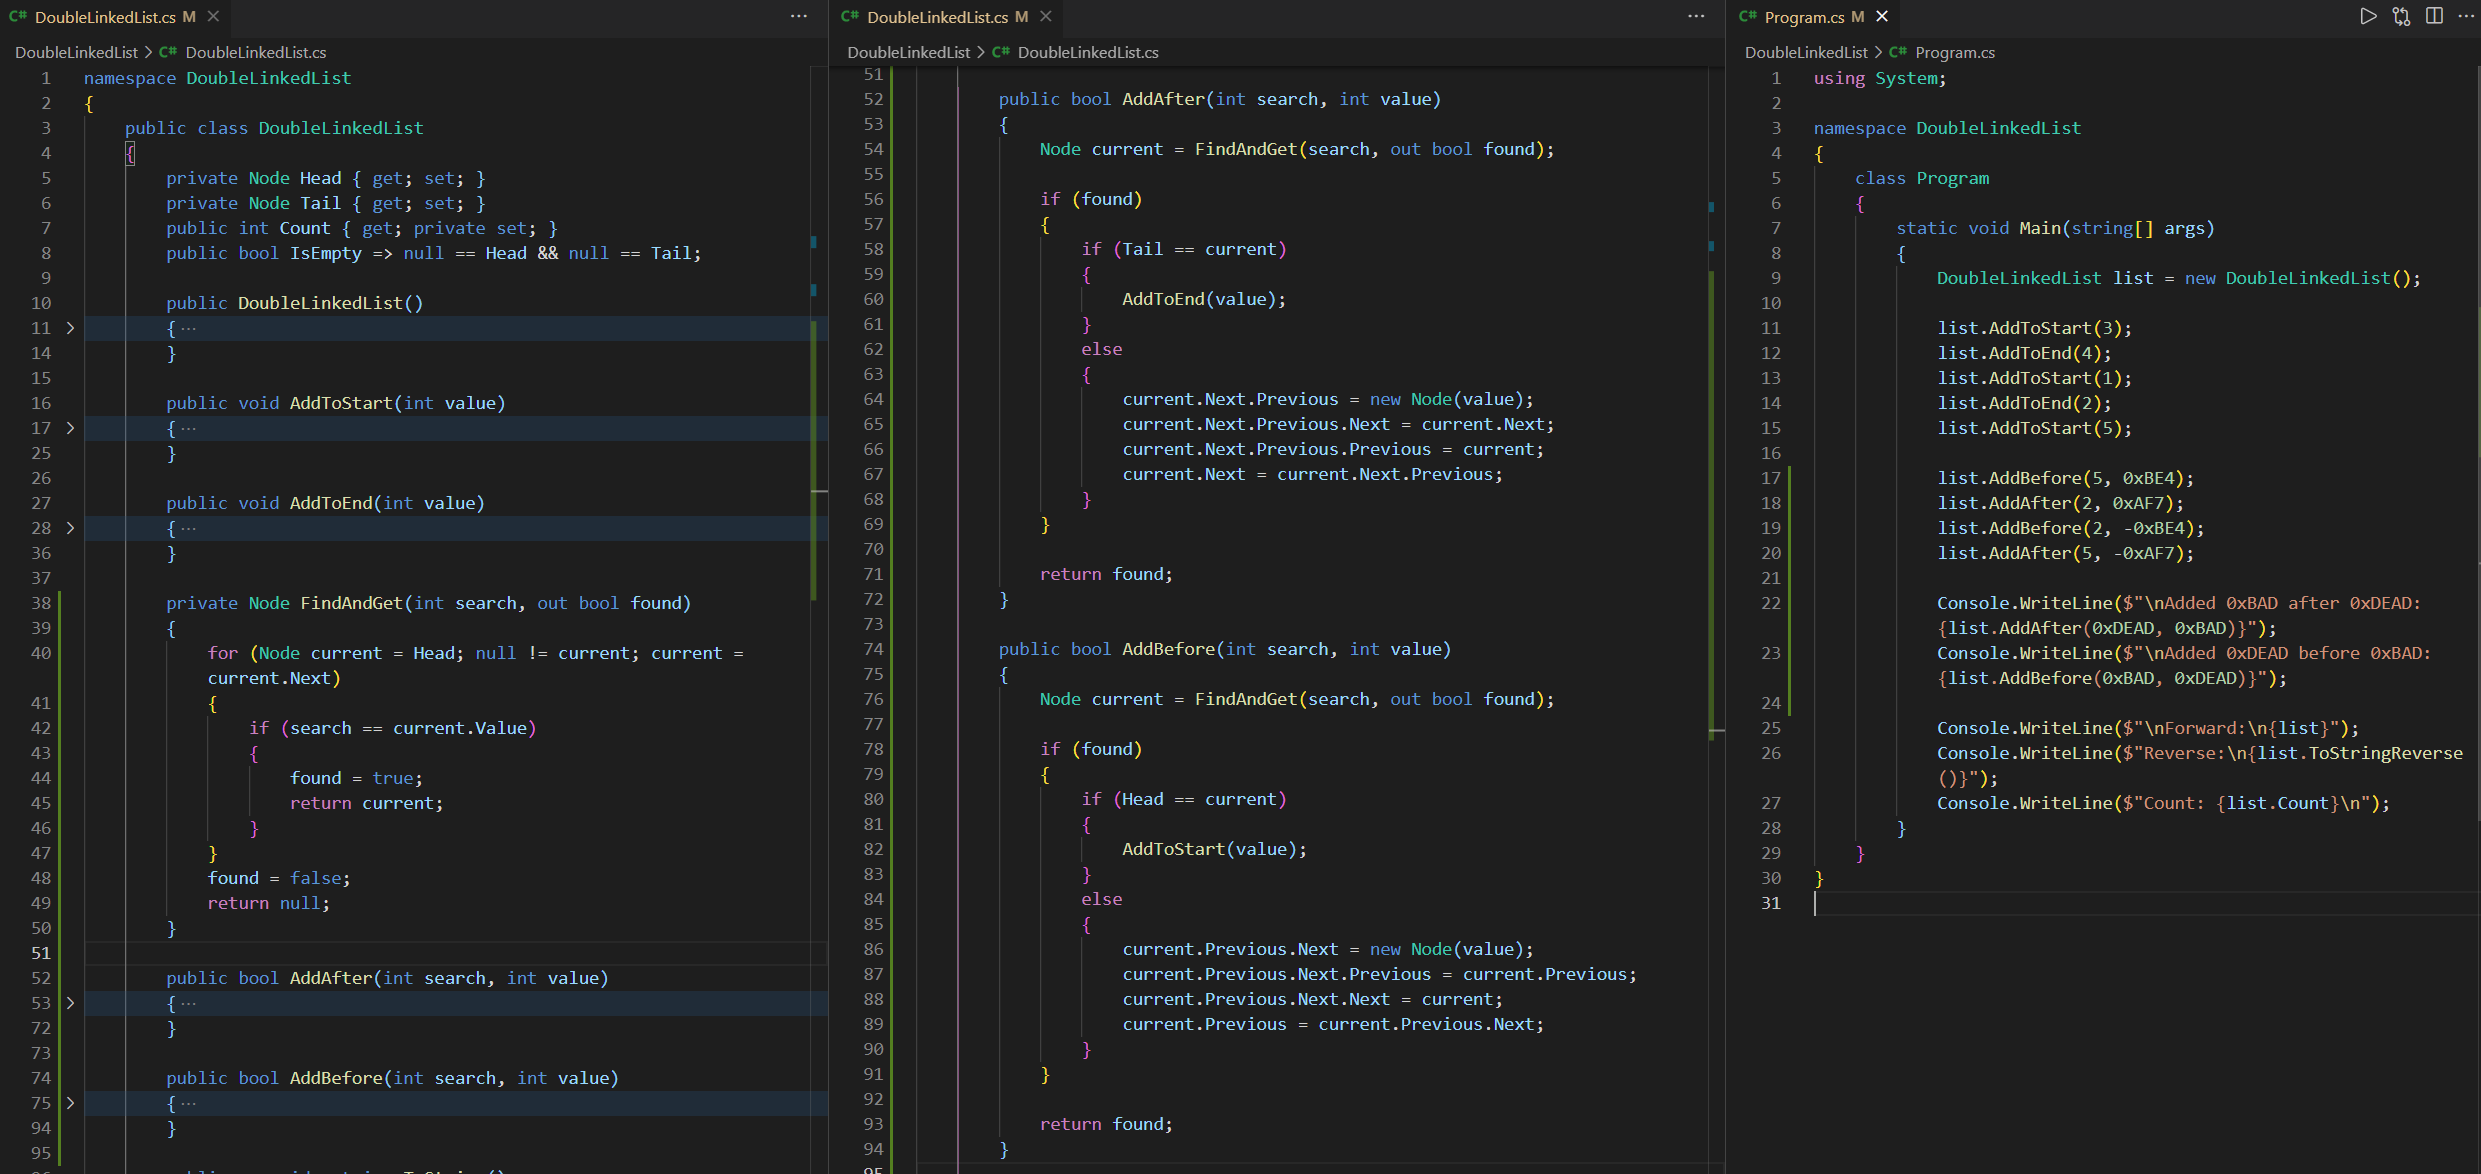 DoubleLinkedList.cs M
DoubleLinkedList > DoubleLinkedList.cs
1 namespace DoubleLinkedList
2 {
3 public class DoubleLinkedList
4 {
5 private Node Head { get; set; }
6 private Node Tail { get; set; }
7 public int Count { get; private set; }
8 public bool IsEmpty => null == Head && null == Tail;
9
10 public DoubleLinkedList()
11 > { ...
14 }
15
16 public void AddToStart(int value)
17 > { ...
25 }
26
27 public void AddToEnd(int value)
28 > { ...
36 }
37
38 private Node FindAndGet(int search, out bool found)
39 {
40 for (Node current = Head; null != current; current =
current.Next)
41 {
42 if (search == current.Value)
43 {
44 found = true;
45 return current;
46 }
47 }
48 found = false;
49 return null;
50 }
51
52 public bool AddAfter(int search, int value)
53 > { ...
72 }
73
74 public bool AddBefore(int search, int value)
75 > { ...
94 }
95
DoubleLinkedList.cs M
DoubleLinkedList > DoubleLinkedList.cs
51
52 public bool AddAfter(int search, int value)
53 {
54 Node current = FindAndGet(search, out bool found);
55
56 if (found)
57 {
58 if (Tail == current)
59 {
60 AddToEnd(value);
61 }
62 else
63 {
64 current.Next.Previous = new Node(value);
65 current.Next.Previous.Next = current.Next;
66 current.Next.Previous.Previous = current;
67 current.Next = current.Next.Previous;
68 }
69 }
70
71 return found;
72 }
73
74 public bool AddBefore(int search, int value)
75 {
76 Node current = FindAndGet(search, out bool found);
77
78 if (found)
79 {
80 if (Head == current)
81 {
82 AddToStart(value);
83 }
84 else
85 {
86 current.Previous.Next = new Node(value);
87 current.Previous.Next.Previous = current.Previous;
88 current.Previous.Next.Next = current;
89 current.Previous = current.Previous.Next;
90 }
91 }
92
93 return found;
94 }
95
Program.cs M
DoubleLinkedList > Program.cs
1 using System;
2
3 namespace DoubleLinkedList
4 {
5 class Program
6 {
7 static void Main(string[] args)
8 {
9 DoubleLinkedList list = new DoubleLinkedList();
10
11 list.AddToStart(3);
12 list.AddToEnd(4);
13 list.AddToStart(1);
14 list.AddToEnd(2);
15 list.AddToStart(5);
16
17 list.AddBefore(5, 0xBE4);
18 list.AddAfter(2, 0xAF7);
19 list.AddBefore(2, -0xBE4);
20 list.AddAfter(5, -0xAF7);
21
22 Console.WriteLine($"\nAdded 0xBAD after 0xDEAD:
{list.AddAfter(0xDEAD, 0xBAD)}");
23 Console.WriteLine($"\nAdded 0xDEAD before 0xBAD:
{list.AddBefore(0xBAD, 0xDEAD)}");
24
25 Console.WriteLine($"\nForward:\n{list}");
26 Console.WriteLine($"Reverse:\n{list.ToStringReverse
()}");
27 Console.WriteLine($"Count: {list.Count}\n");
28 }
29 }
30 }
31